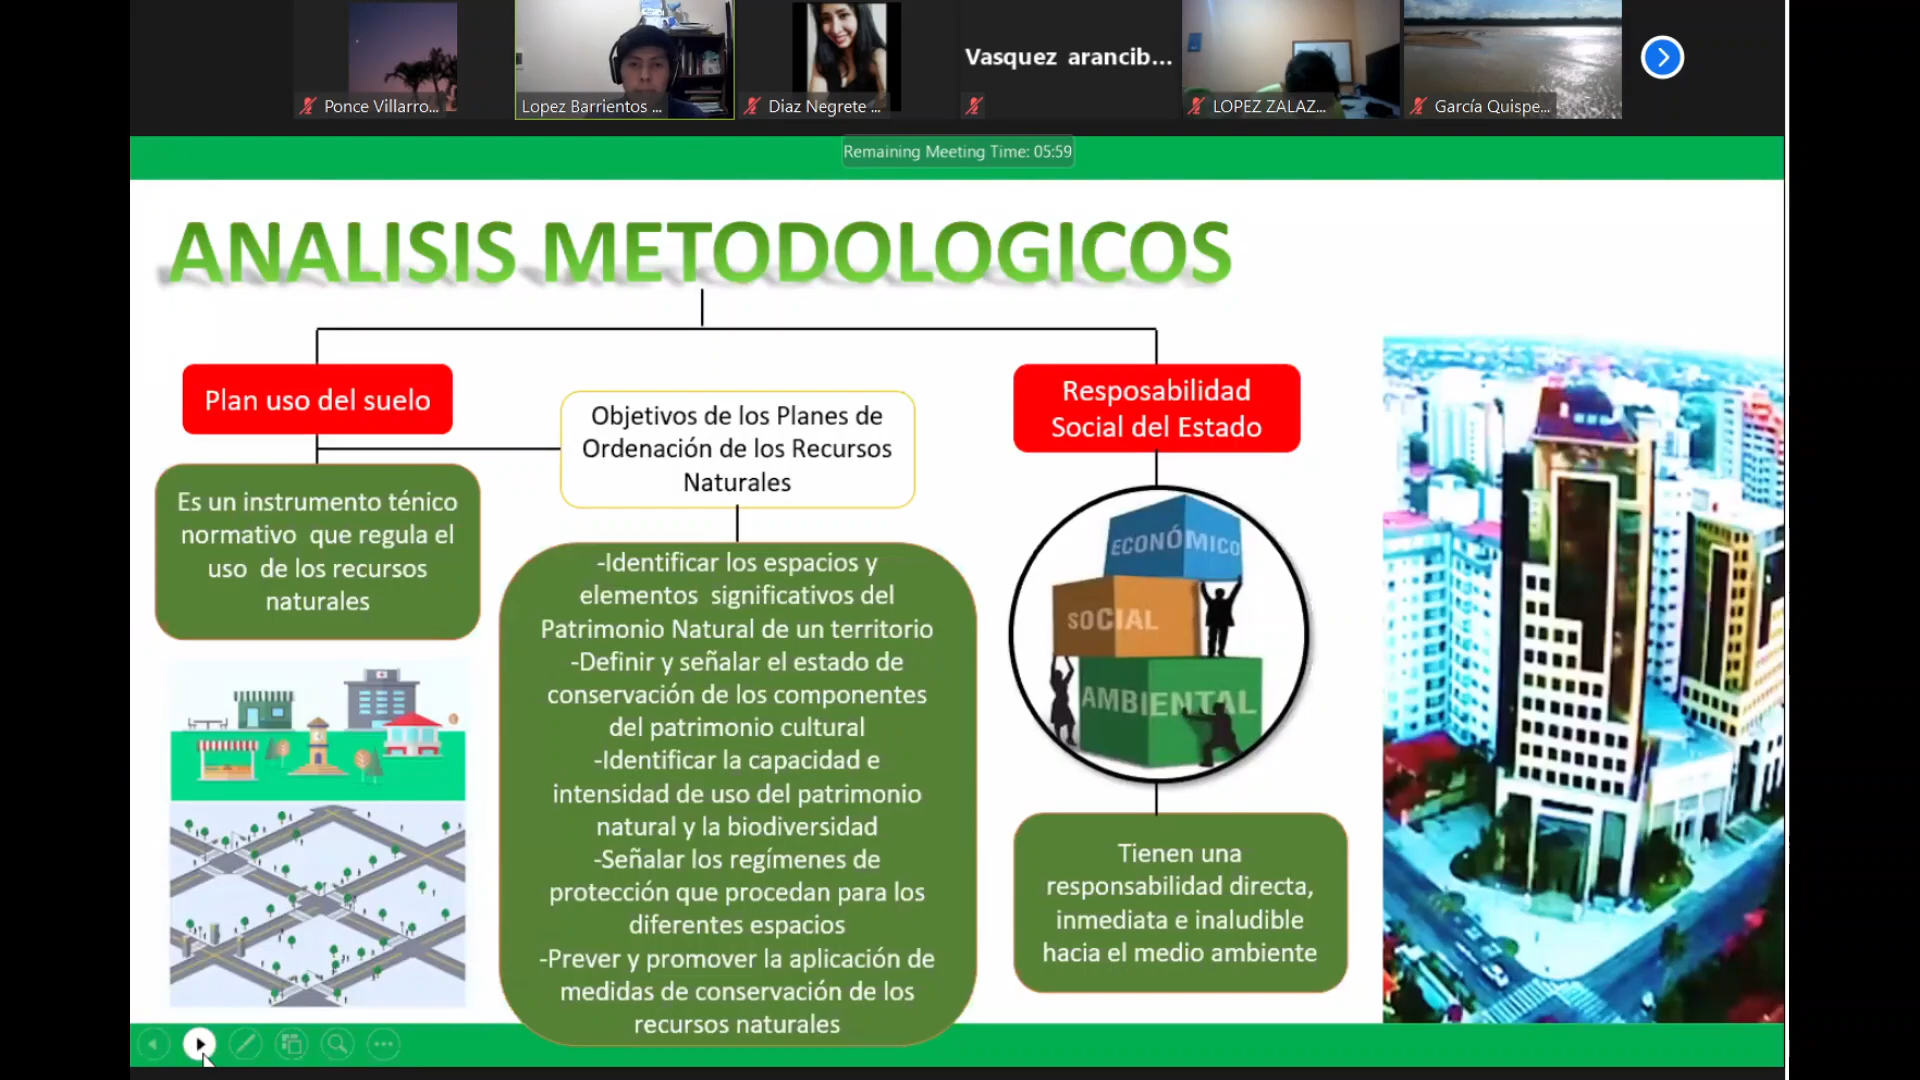 Ponce Villarro...
Lopez Barrientos ...
Diaz Negrete ...
Vasquez arancib...
LOPEZ ZALAZ...
García Quispe...
Remaining Meeting Time: 05:59
ANALISIS METODOLOGICOS
Plan uso del suelo
Es un instrumento ténico
normativo que regula el
uso de los recursos
naturales
Objetivos de los Planes de
Ordenación de los Recursos
Naturales
-Identificar los espacios y
elementos significativos del
Patrimonio Natural de un territorio
-Definir y señalar el estado de
conservación de los componentes
del patrimonio cultural
-Identificar la capacidad e
intensidad de uso del patrimonio
natural y la biodiversidad
-Señalar los regímenes de
protección que procedan para los
diferentes espacios
-Prever y promover la aplicación de
medidas de conservación de los
recursos naturales
Resposabilidad
Social del Estado
ECONÓMICO
SOCIAL
AMBIENTAL
Tienen una
responsabilidad directa,
inmediata e inaludible
hacia el medio ambiente